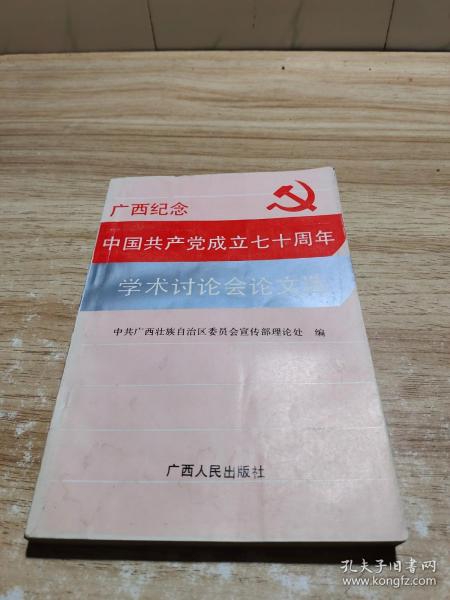 广西纪念
中国共产党成立七十周年
学术讨论会论文选
中共广西壮族自治区委员会宣传部理论处 编
广西人民出版社
孔夫子旧书网
www.kongfz.com